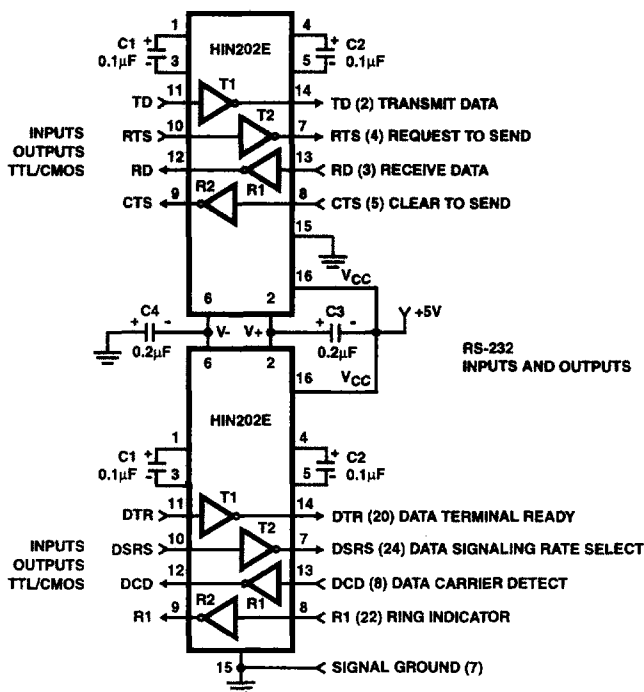 1
4
C1
+
0.1µF
-
3
HIN202E
+
C2
0.1µF
-
5
T1
TD
11
14
TD (2) TRANSMIT DATA
T2
INPUTS
OUTPUTS
TTL/CMOS
RTS
10
7
RTS (4) REQUEST TO SEND
RD
12
13
RD (3) RECEIVE DATA
R2
R1
CTS
9
8
CTS (5) CLEAR TO SEND
15
16
VCC
6
2
C4
+
-
0.2µF
V-
V+
C3
+
-
0.2µF
+5V
RS-232
INPUTS AND OUTPUTS
6
2
16
VCC
HIN202E
1
4
C1
+
0.1µF
-
3
+
C2
0.1µF
-
5
T1
DTR
11
14
DTR (20) DATA TERMINAL READY
T2
INPUTS
OUTPUTS
TTL/CMOS
DSRS
10
7
DSRS (24) DATA SIGNALING RATE SELECT
DCD
12
13
DCD (8) DATA CARRIER DETECT
R2
R1
R1
9
8
R1 (22) RING INDICATOR
15
SIGNAL GROUND (7)